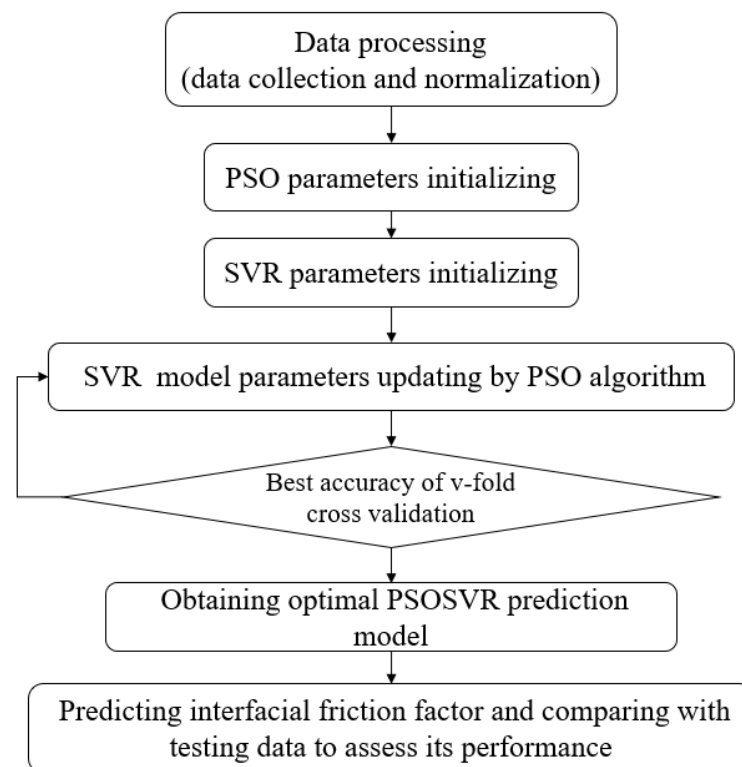 Data processing
(data collection and normalization)
PSO parameters initializing
SVR parameters initializing
SVR model parameters updating by PSO algorithm
Best accuracy of v-fold
cross validation
Obtaining optimal PSOSVR prediction
model
Predicting interfacial friction factor and comparing with
testing data to assess its performance